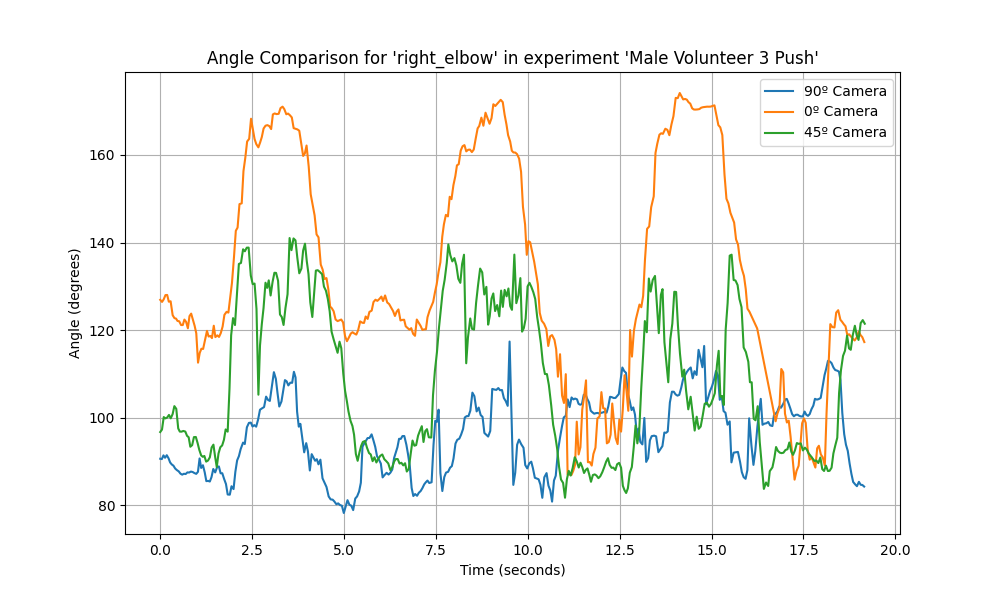 Angle Comparison for 'right_elbow' in experiment 'Male Volunteer 3 Push'
90º Camera
0º Camera
45º Camera
Angle (degrees)
160
140
120
100
80
0.0 2.5 5.0 7.5 10.0 12.5 15.0 17.5 20.0
Time (seconds)